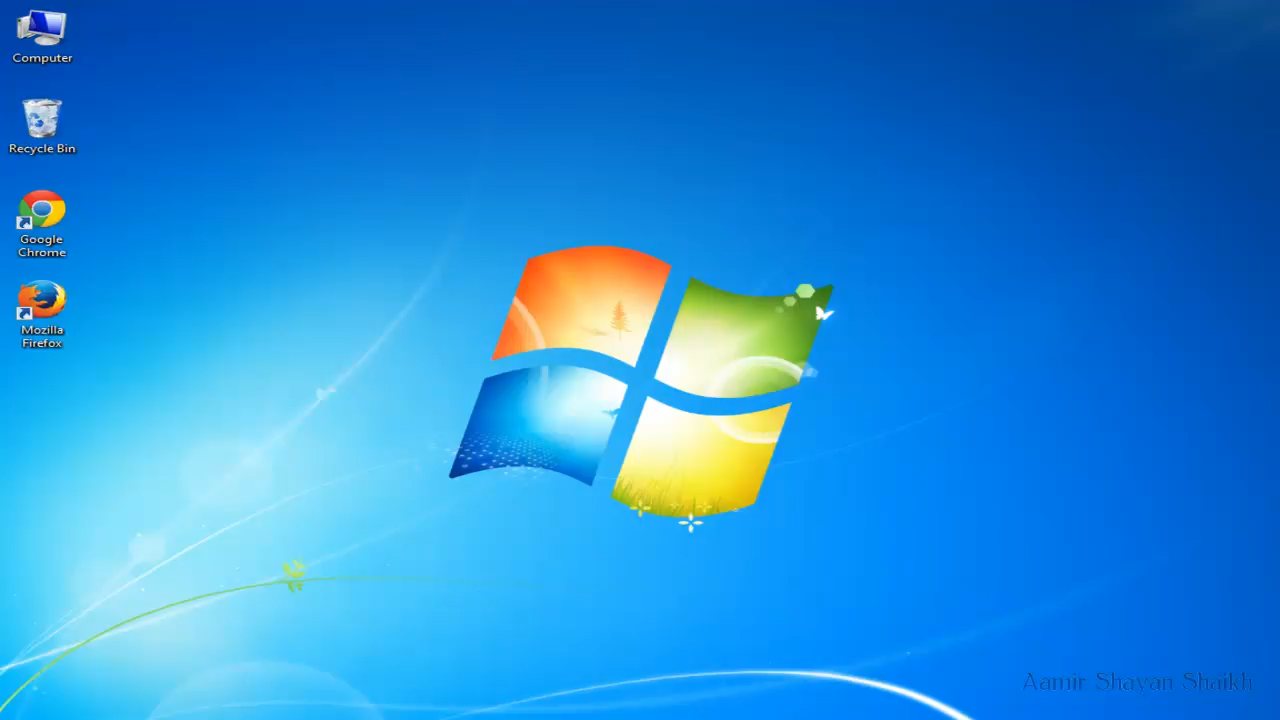 Computer
Recycle Bin
Google
Chrome
Mozilla
Firefox
Aamir Shayan Shaikh